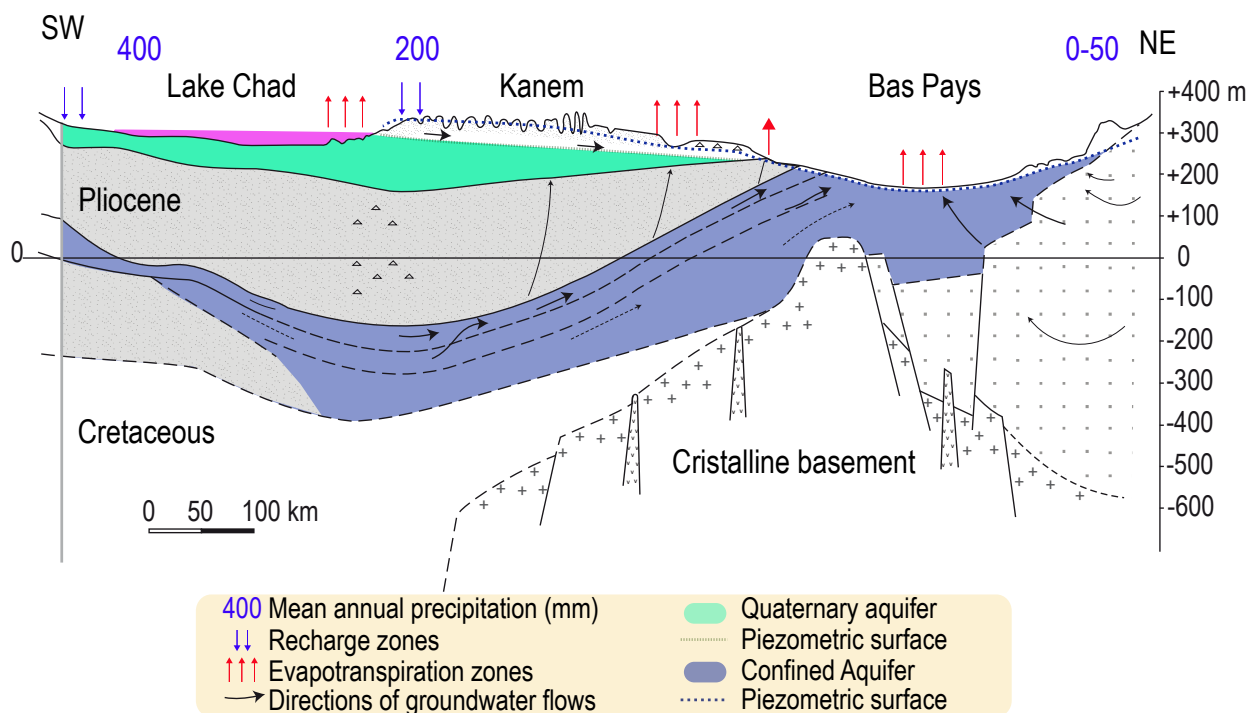 SW
400
200
0-50
NE
Lake Chad
Kanem
Bas Pays
+400 m
+300
+200
+100
0
-100
-200
-300
-400
-500
-600
Pliocene
0
Cretaceous
Cristalline basement
0 50 100 km
400 Mean annual precipitation (mm)
Recharge zones
Evapotranspiration zones
Directions of groundwater flows
Quaternary aquifer
Piezometric surface
Confined Aquifer
Piezometric surface